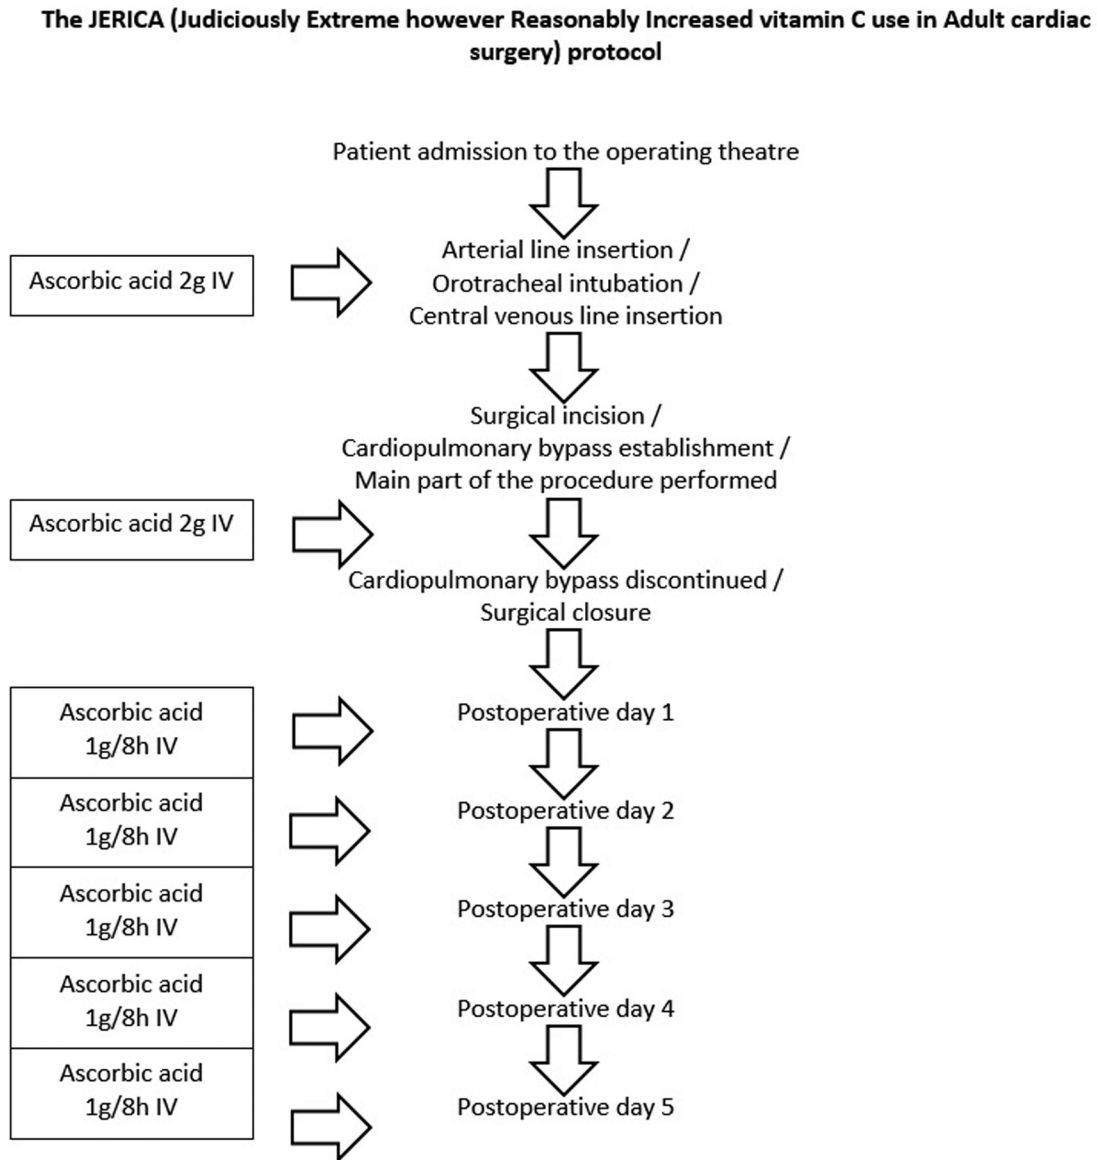 The JERICA (Judiciously Extreme however Reasonably Increased vitamin C use in Adult cardiac
surgery) protocol
Patient admission to the operating theatre
Ascorbic acid 2g IV
Arterial line insertion /
Orotracheal intubation /
Central venous line insertion
Surgical incision /
Cardiopulmonary bypass establishment /
Main part of the procedure performed
Ascorbic acid 2g IV
Cardiopulmonary bypass discontinued /
Surgical closure
Ascorbic acid
1g/8h IV
Postoperative day 1
Ascorbic acid
1g/8h IV
Postoperative day 2
Ascorbic acid
1g/8h IV
Postoperative day 3
Ascorbic acid
1g/8h IV
Postoperative day 4
Ascorbic acid
1g/8h IV
Postoperative day 5